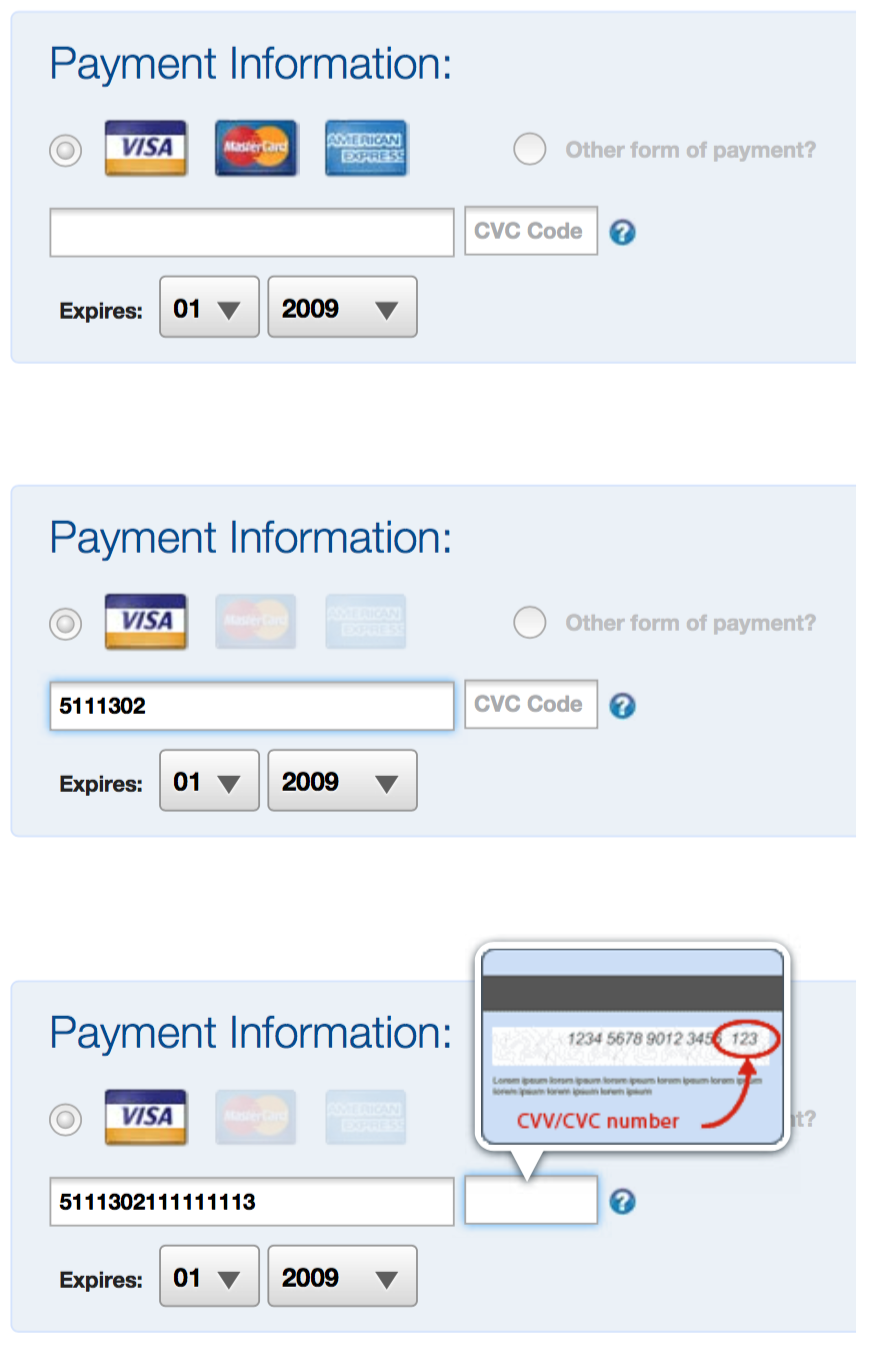 Payment Information:
VISA MasterCard AMERICAN EXPRESS Other form of payment?
CVC Code ?
Expires: 01 2009
Payment Information:
VISA MasterCard AMERICAN EXPRESS Other form of payment?
5111302 CVC Code ?
Expires: 01 2009
1234 5678 9012 3456 123
Lorem ipsum lorem ipsum lorem ipsum lorem ipsum lorem ipsum
lorem ipsum lorem ipsum lorem ipsum
CVV/CVC number
Payment Information:
VISA MasterCard AMERICAN EXPRESS t?
5111302111111113 ?
Expires: 01 2009